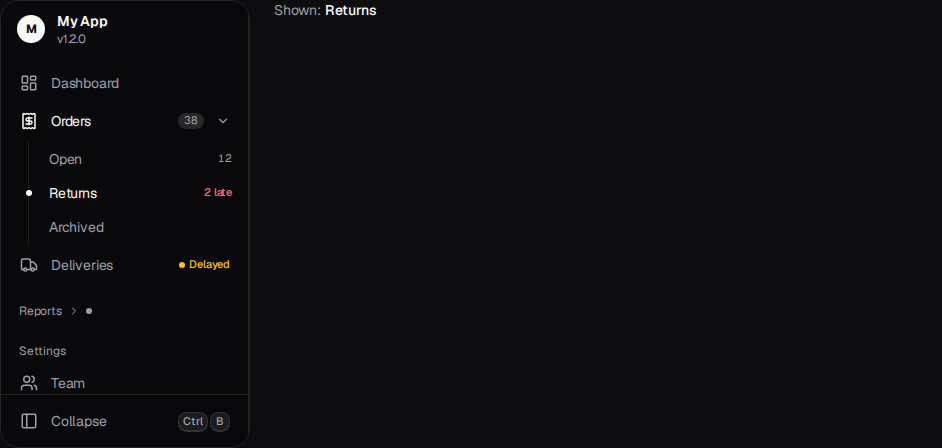 M
My App
v1.2.0
Shown: Returns
Dashboard
Orders 38
Open 12
Returns 2 late
Archived
Deliveries Delayed
Reports
Settings
Team
Collapse Ctrl B